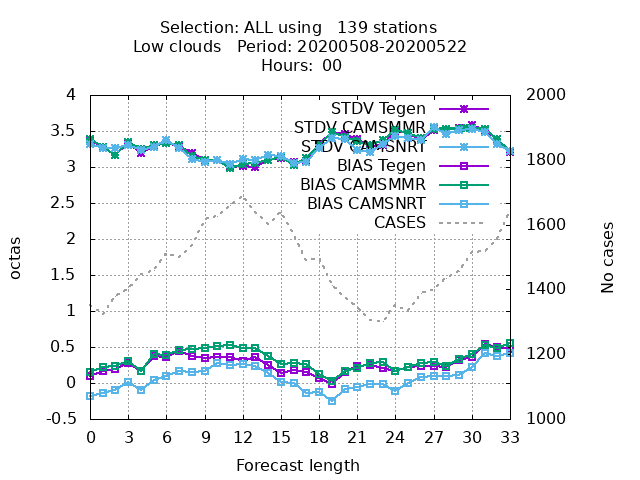 Selection: ALL using   139 stations
Low clouds   Period: 20200508-20200522
Hours:  00
4
3.5
3
2.5
2
1.5
1
0.5
0
-0.5
octas
STDV Tegen
STDV CAMSMMR
STDV CAMSNRT
BIAS Tegen
BIAS CAMSMMR
BIAS CAMSNRT
CASES
2000
1800
1600
1400
1200
1000
No cases
0 3 6 9 12 15 18 21 24 27 30 33
Forecast length